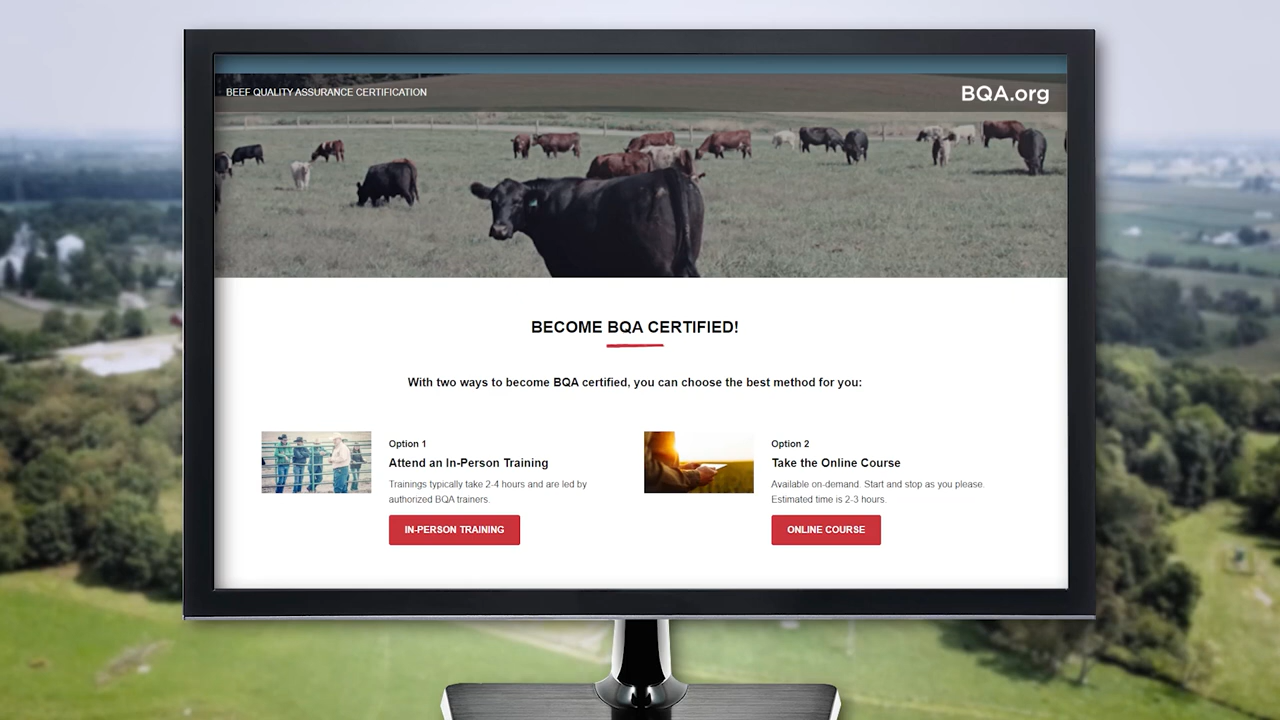 BEEF QUALITY ASSURANCE CERTIFICATION
BQA.org
BECOME BQA CERTIFIED!
With two ways to become BQA certified, you can choose the best method for you:
Option 1
Attend an In-Person Training
Trainings typically take 2-4 hours and are led by
authorized BQA trainers.
IN-PERSON TRAINING
Option 2
Take the Online Course
Available on-demand. Start and stop as you please.
Estimated time is 2-3 hours.
ONLINE COURSE